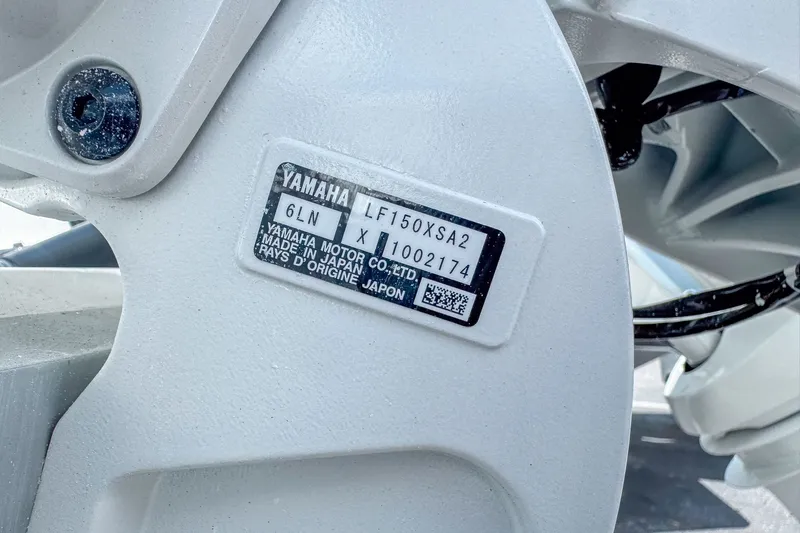 YAMAHA LF150XSA2
6LN X 1002174
YAMAHA MOTOR CO.,LTD.
MADE IN JAPAN
PAYS D'ORIGINE JAPON